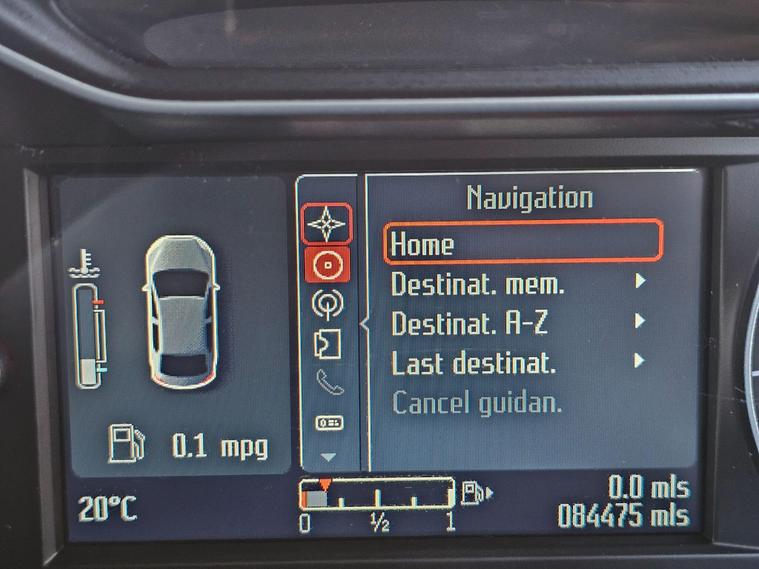 Navigation
Home
Destinat. mem.
Destinat. A-Z
Last destinat.
Cancel guidan.
0.1 mpg
20°C
0 ½ 1
0.0 mls
084475 mls